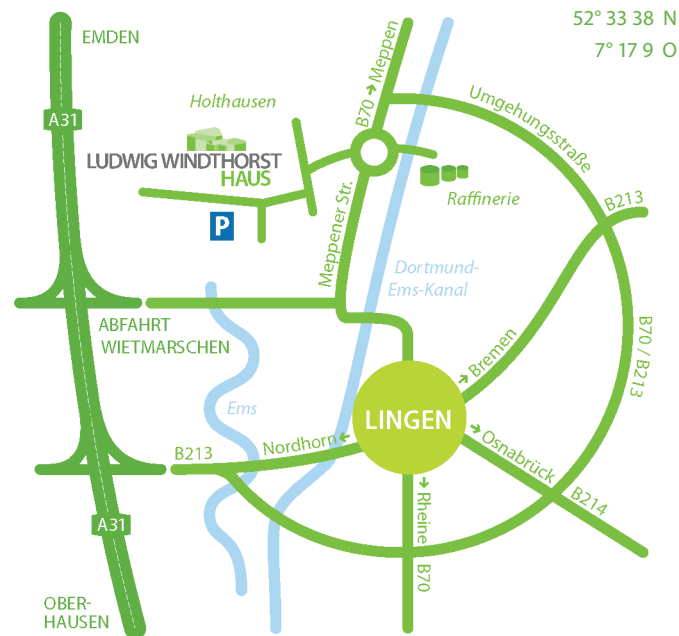 52° 33 38 N
7° 17 9 O
EMDEN
A31
B70 → Meppen
Umgehungsstraße
Holthausen
LUDWIG WINDTHORST
HAUS
P
Raffinerie
B213
Meppener Str.
Dortmund-
Ems-Kanal
ABFAHRT
WIETMARSCHEN
B70 / B213
→ Bremen
Ems
LINGEN
B213
Nordhorn ←
→ Osnabrück
B214
→ Rheine
B70
A31
OBER-
HAUSEN